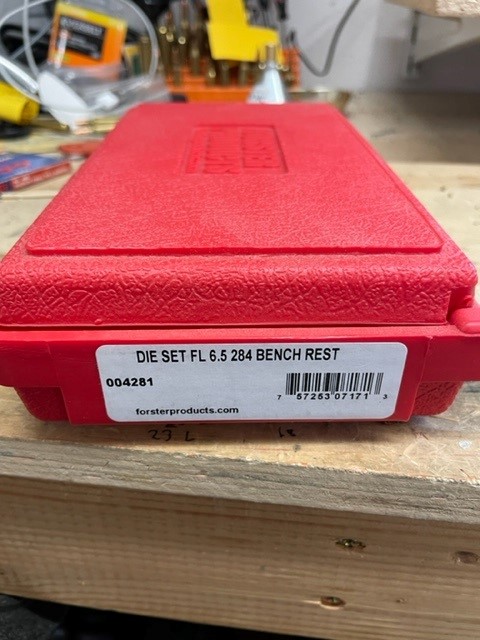 DIE SET FL 6.5 284 BENCH REST
004281
7 57253 07171 3
forsterproducts.com